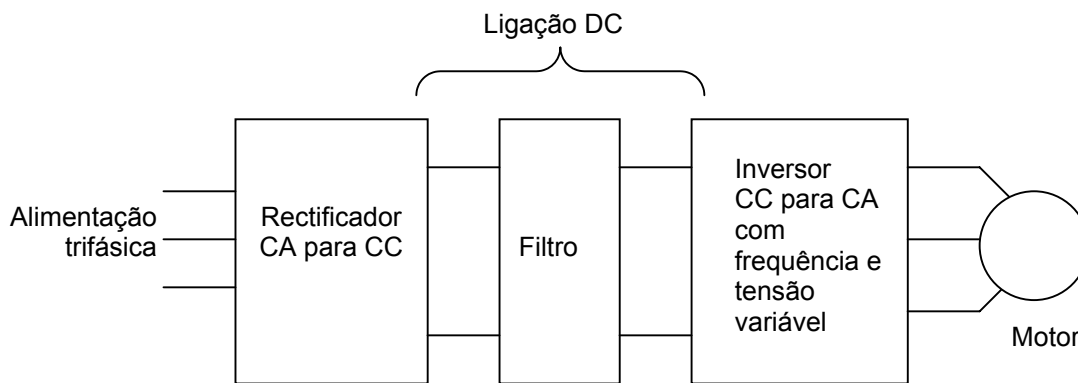 Ligação DC
Alimentação
trifásica
Rectificador
CA para CC
Filtro
Inversor
CC para CA
com
frequência e
tensão
variável
Motor